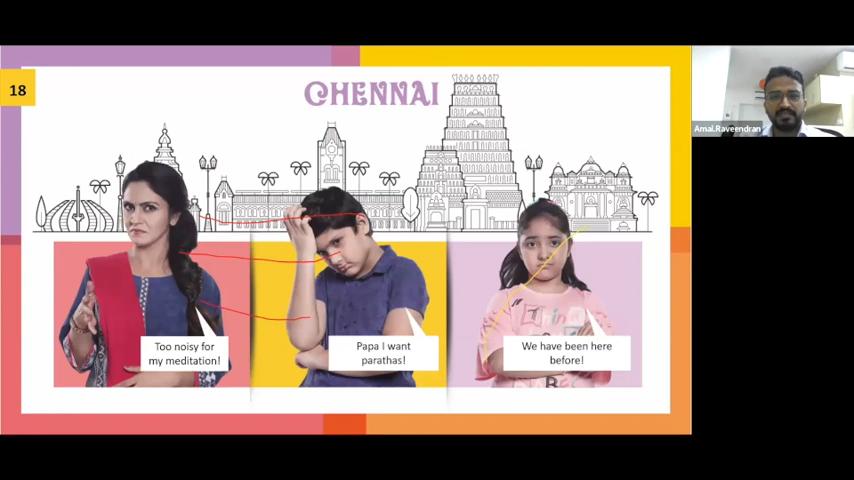 18
CHENNAI
Amal.Raveendran
Too noisy for
my meditation!
Papa I want
parathas!
We have been here
before!